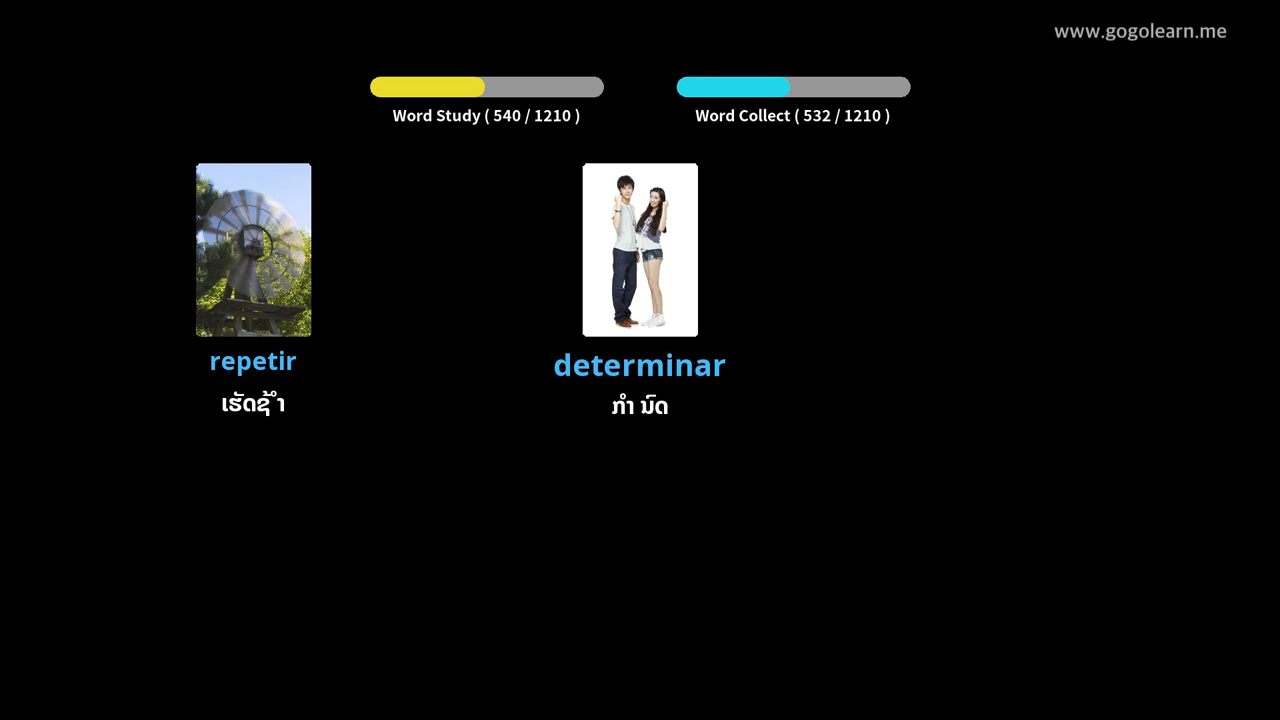 www.gogolearn.me
Word Study ( 540 / 1210 )
Word Collect ( 532 / 1210 )
repetir
ເຮັດຊ້ ຳ
determinar
ກຳ ນົດ